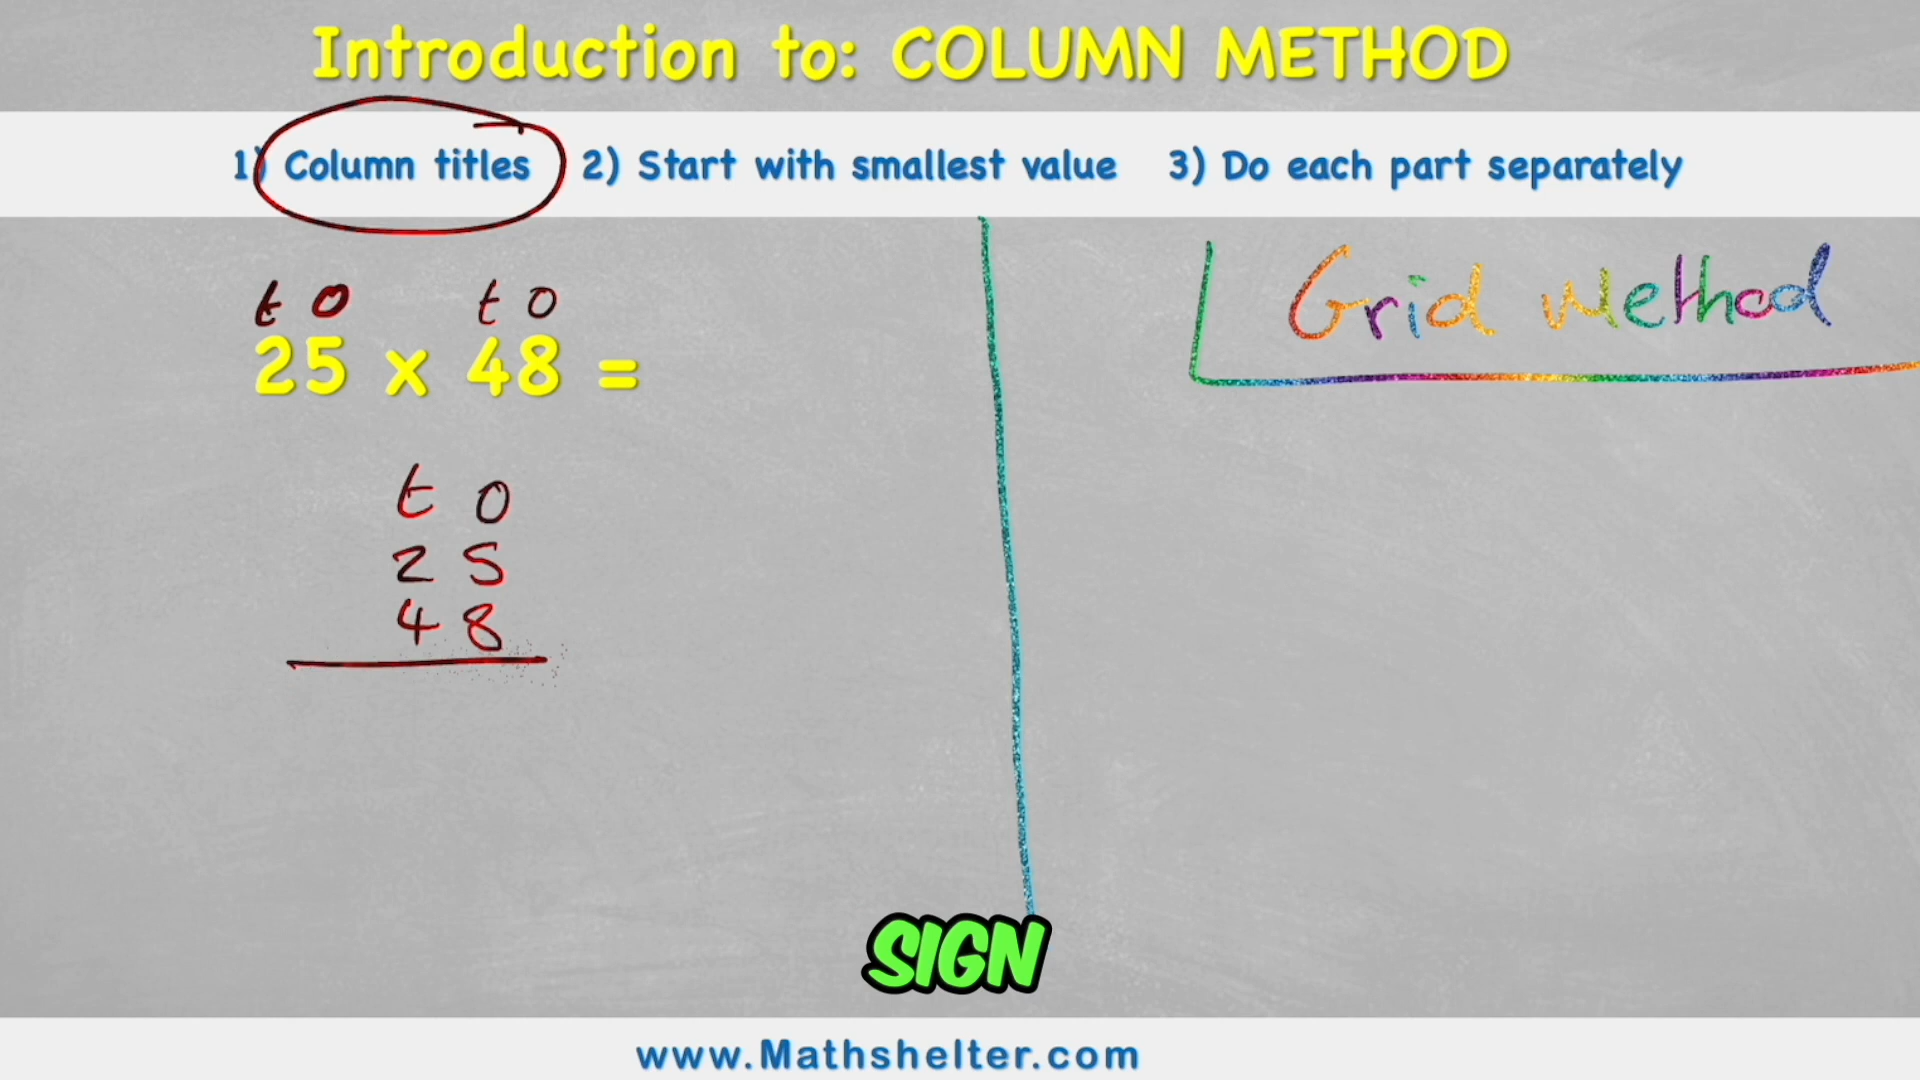 Introduction to: COLUMN METHOD
1) Column titles 2) Start with smallest value 3) Do each part separately
t o t o
25 x 48 =
t o
2 5
4 8
Grid Method
SIGN
www.Mathshelter.com